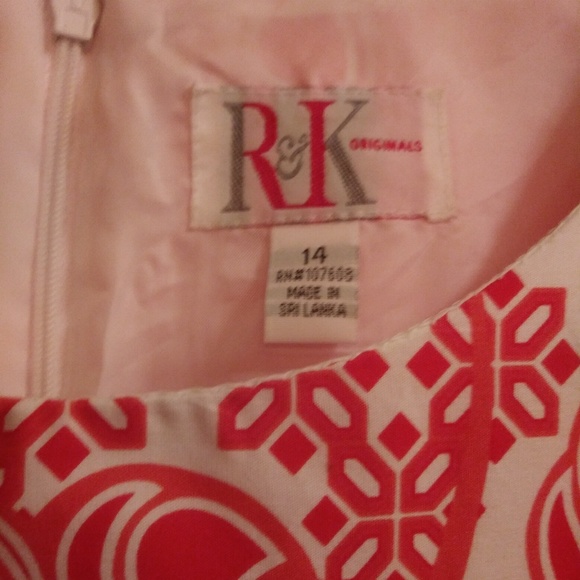 R&K ORIGINALS
14
RN#107608
MADE IN
SRI LANKA